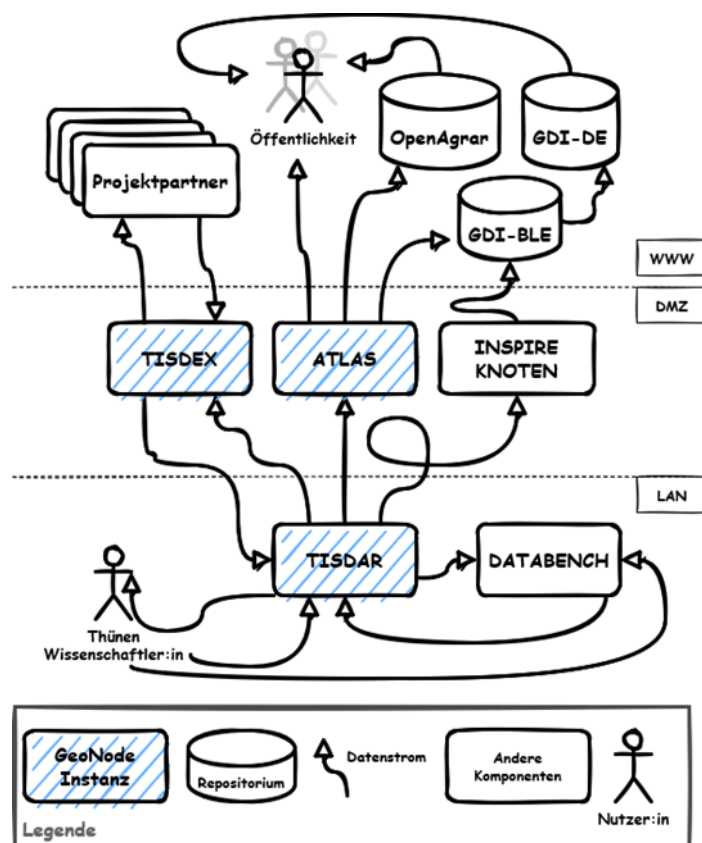 Öffentlichkeit
OpenAgrar
GDI-DE
Projektpartner
GDI-BLE
WWW
DMZ
TISDEX
ATLAS
INSPIRE
KNOTEN
LAN
TISDAR
DATABENCH
Thünen
Wissenschaftler:in
GeoNode
Instanz
Repositorium
Datenstrom
Andere
Komponenten
Nutzer:in
Legende